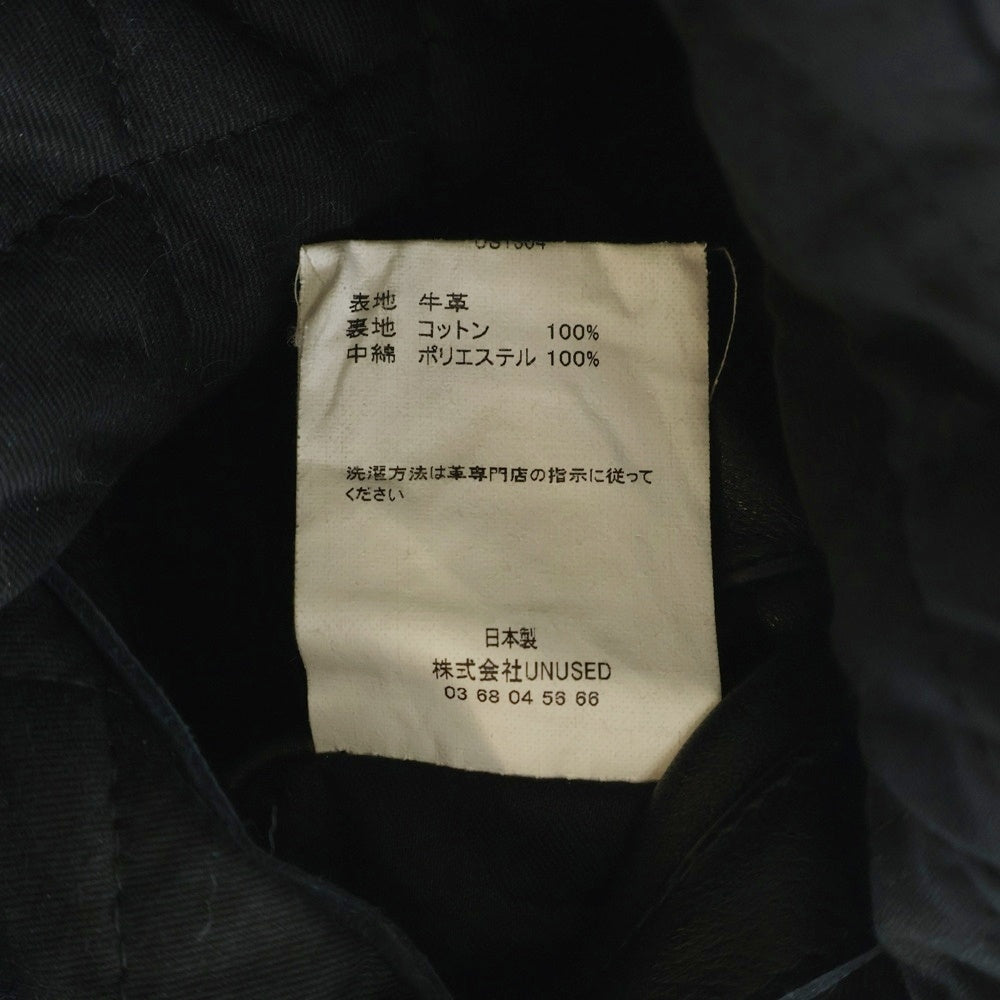 US1304
表地 牛革
裏地 コットン 100%
中綿 ポリエステル 100%
洗濯方法は革専門店の指示に従って
ください
日本製
株式会社UNUSED
03 68 04 56 66